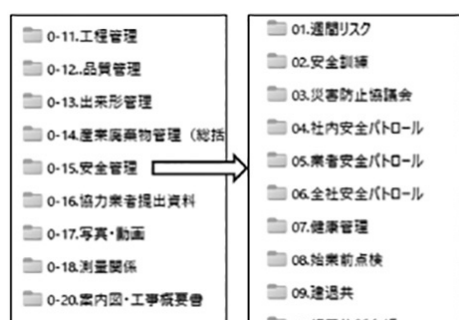 0-11.工程管理
0-12..品質管理
0-13.出来形管理
0-14.産業廃棄物管理（総括
0-15.安全管理
0-16.協力業者提出資料
0-17.写真・動画
0-18.測量関係
0-20.案内図・工事概要書
01.週間リスク
02.安全訓練
03.災害防止協議会
04.社内安全パトロール
05.業者安全パトロール
06.全社安全パトロール
07.健康管理
08.始業前点検
09.建退共